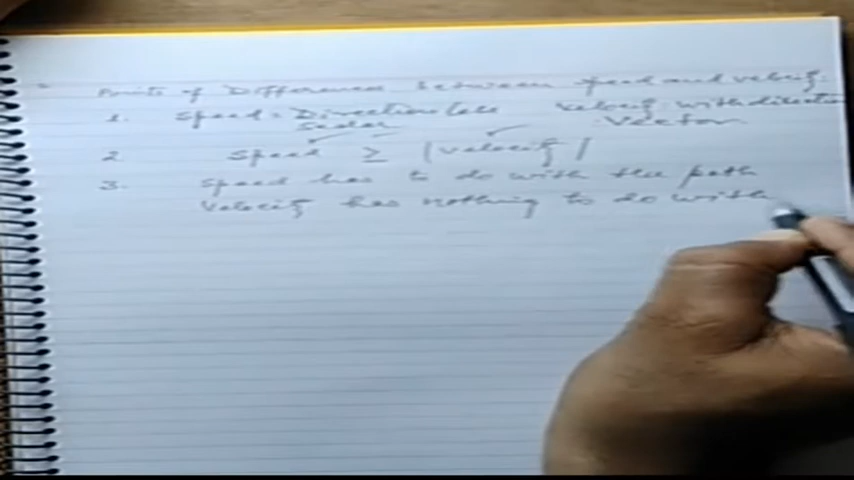 Points of Difference between speed and velocity.
1. Speed = Directionless Velocity : with direction
Scalar Vector
2 Speed ≥ |velocity|
3. Speed has to do with the path
Velocity has nothing to do with